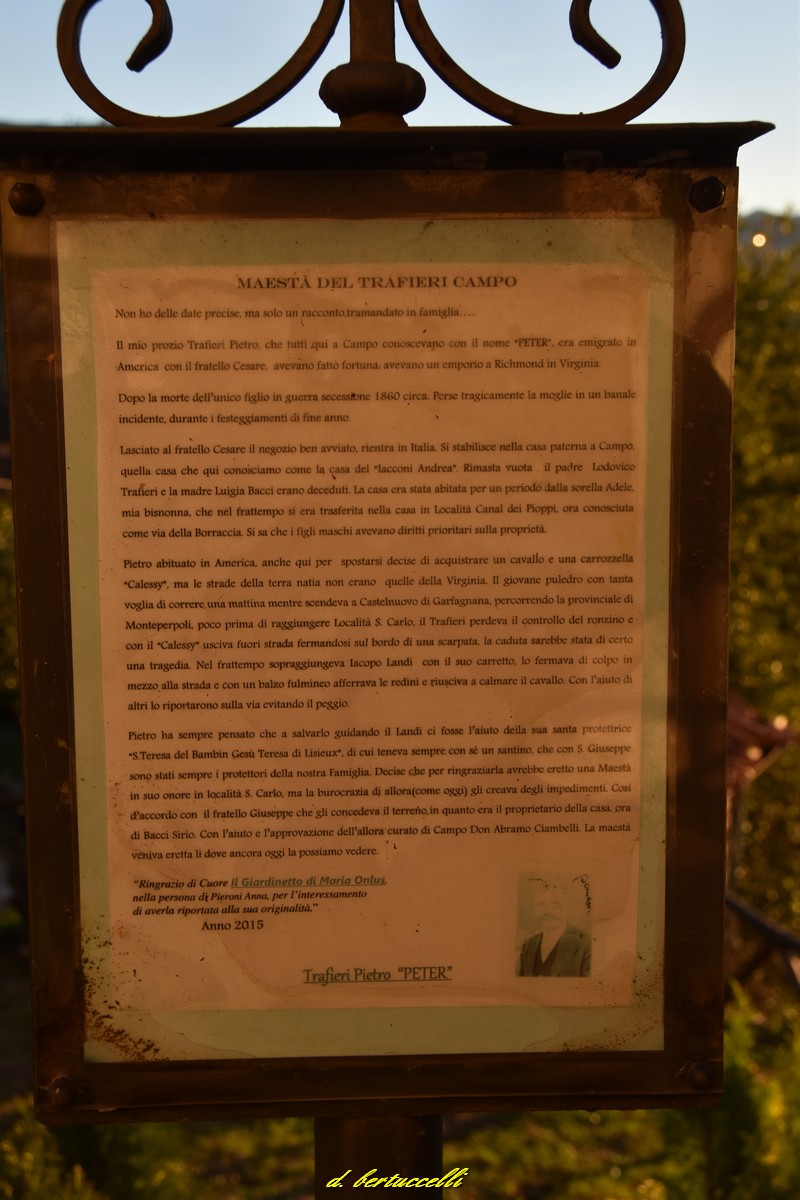 MAESTÀ DEL TRAFIERI CAMPO
Non ho delle date precise, ma solo un racconto,tramandato in famiglia….
Il mio prozio Trafieri Pietro, che tutti qui a Campo conoscevano con il nome "PETER", era emigrato in
America con il fratello Cesare, avevano fatto fortuna, avevano un emporio a Richmond in Virginia.
Dopo la morte dell'unico figlio in guerra secessione 1860 circa. Perse tragicamente la moglie in un banale
incidente, durante i festeggiamenti di fine anno.
Lasciato al fratello Cesare il negozio ben avviato, rientra in Italia. Si stabilisce nella casa paterna a Campo,
quella casa che qui conosciamo come la casa del "Iacconi Andrea". Rimasta vuota il padre Lodovico
Trafieri e la madre Luigia Bacci erano deceduti. La casa era stata abitata per un periodo dalla sorella Adele,
mia bisnonna, che nel frattempo si era trasferita nella casa in Località Canal dei Pioppi, ora conosciuta
come via della Borraccia. Si sa che i figli maschi avevano diritti prioritari sulla proprietà.
Pietro abituato in America, anche qui per spostarsi decise di acquistrare un cavallo e una carrozzella
"Calessy", ma le strade della terra natia non erano quelle della Virginia. Il giovane puledro con tanta
voglia di correre una mattina mentre scendeva a Castelnuovo di Garfagnana, percorrendo la provinciale di
Monteperpoli, poco prima di raggiungere Località S. Carlo, il Trafieri perdeva il controllo del ronzino e
con il "Calessy" usciva fuori strada fermandosi sul bordo di una scarpata, la caduta sarebbe stata di certo
una tragedia. Nel frattempo sopraggiungeva Iacopo Landi con il suo carretto, lo fermava di colpo in
mezzo alla strada e con un balzo fulmineo afferrava le redini e riusciva a calmare il cavallo. Con l'aiuto di
altri lo riportarono sulla via evitando il peggio.
Pietro ha sempre pensato che a salvarlo guidando il Landi ci fosse l'aiuto della sua santa protettrice
"S.Teresa del Bambin Gesù Teresa di Lisieux", di cui teneva sempre con sé un santino, che con S. Giuseppe
sono stati sempre i protettori della nostra Famiglia. Decise che per ringraziarla avrebbe eretto una Maestà
in suo onore in località S. Carlo, ma la burocrazia di allora(come oggi) gli creava degli impedimenti. Così
d'accordo con il fratello Giuseppe che gli concedeva il terreno,in quanto era il proprietario della casa, ora
di Bacci Sirio. Con l'aiuto e l'approvazione dell'allora curato di Campo Don Abramo Ciambelli. La maestà
veniva eretta lì dove ancora oggi la possiamo vedere.
"Ringrazio di Cuore Il Giardinetto di Maria Onlus,
nella persona di Pieroni Anna, per l'interessamento
di averla riportata alla sua originalità."
Anno 2015
Trafieri Pietro "PETER"
d. bertuccelli